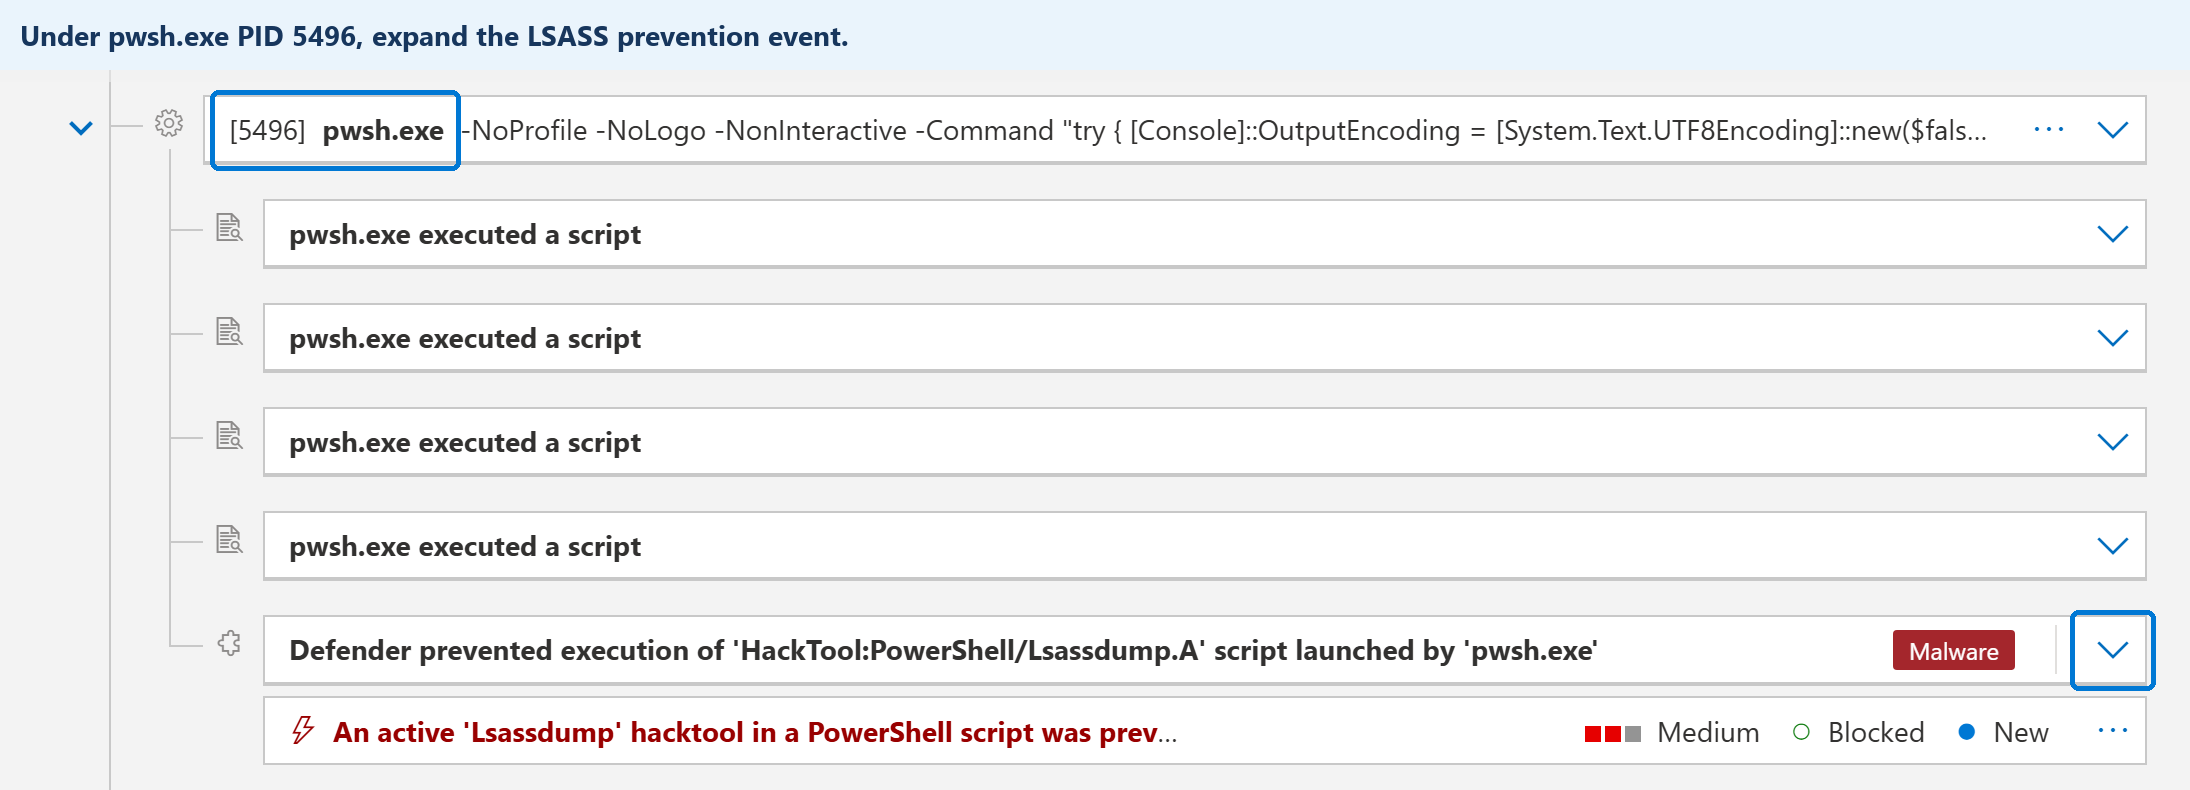 Under pwsh.exe PID 5496, expand the LSASS prevention event.
[5496] pwsh.exe -NoProfile -NoLogo -NonInteractive -Command "try { [Console]::OutputEncoding = [System.Text.UTF8Encoding]::new($fals...
pwsh.exe executed a script
pwsh.exe executed a script
pwsh.exe executed a script
pwsh.exe executed a script
Defender prevented execution of 'HackTool:PowerShell/Lsassdump.A' script launched by 'pwsh.exe' Malware
An active 'Lsassdump' hacktool in a PowerShell script was prev... Medium Blocked New